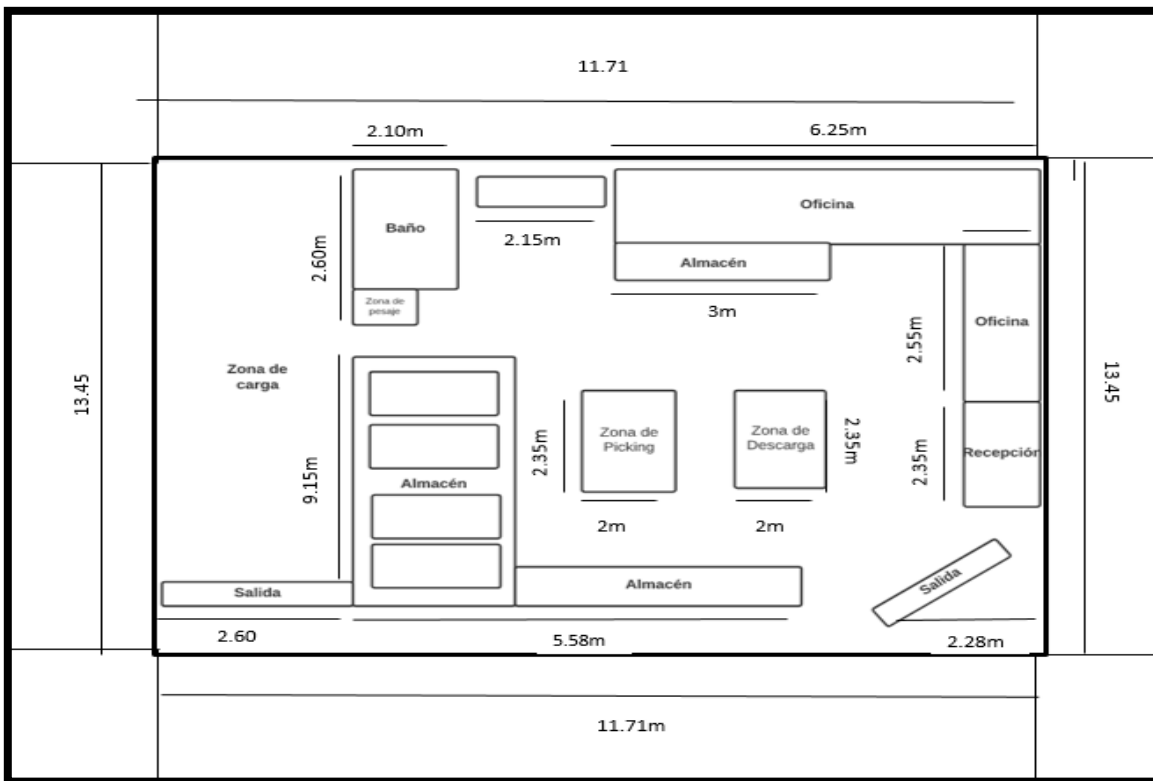 11.71
2.10m
6.25m
Oficina
Baño
2.15m
2.60m
Almacén
3m
Zona de
pesaje
Oficina
2.55m
Zona de
carga
13.45
13.45
Zona de
Picking
Zona de
Descarga
2.35m
2.35m
2.35m
Recepción
9.15m
Almacén
2m
2m
Salida
Almacén
Salida
2.60
5.58m
2.28m
11.71m